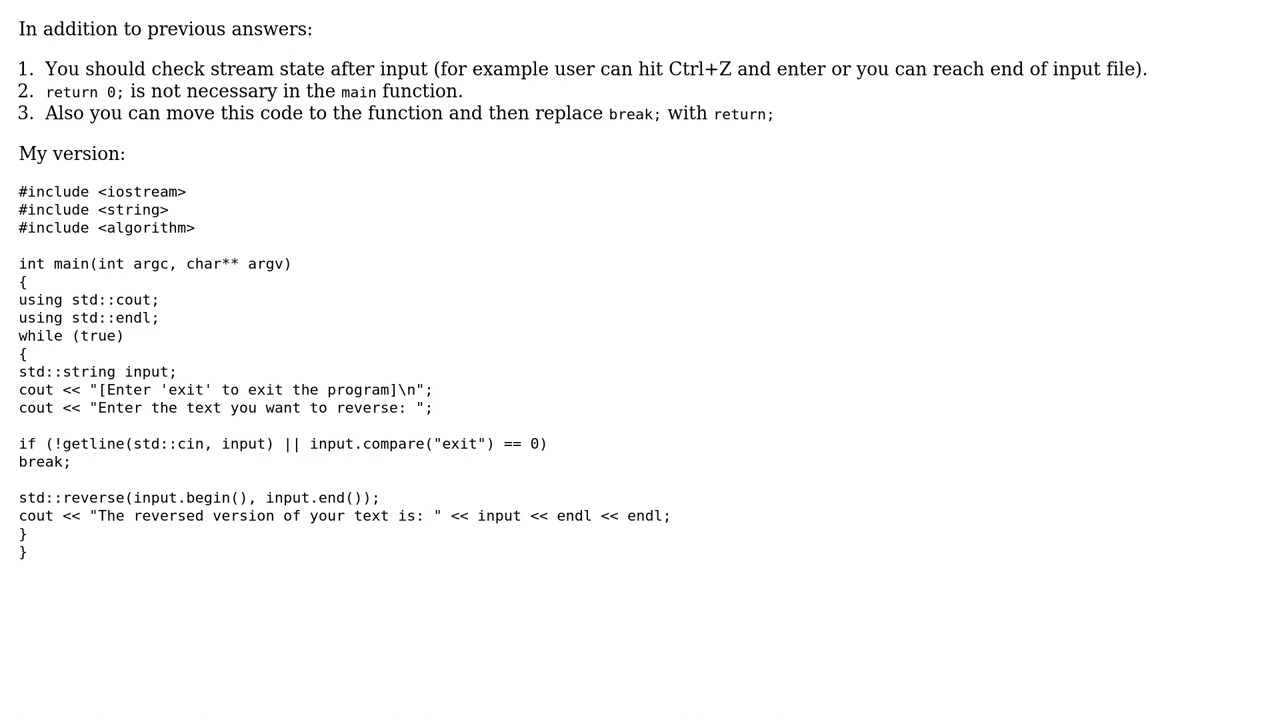 In addition to previous answers:
1. You should check stream state after input (for example user can hit Ctrl+Z and enter or you can reach end of input file).
2. return 0; is not necessary in the main function.
3. Also you can move this code to the function and then replace break; with return;
My version:
#include <iostream>
#include <string>
#include <algorithm>
int main(int argc, char** argv)
{
using std::cout;
using std::endl;
while (true)
{
std::string input;
cout << "[Enter 'exit' to exit the program]\n";
cout << "Enter the text you want to reverse: ";
if (!getline(std::cin, input) || input.compare("exit") == 0)
break;
std::reverse(input.begin(), input.end());
cout << "The reversed version of your text is: " << input << endl << endl;
}
}